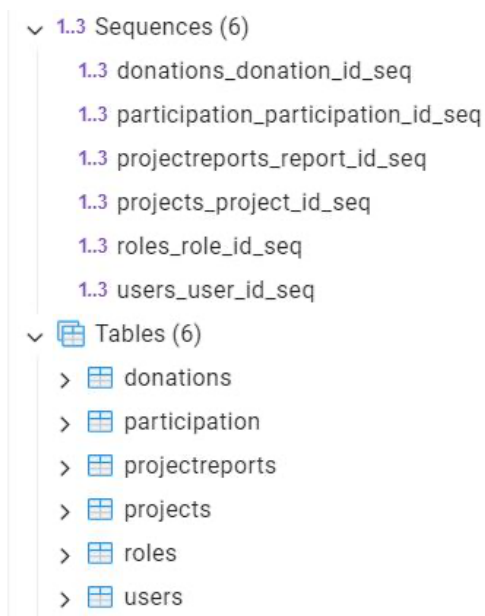 1..3 Sequences (6)
1..3 donations_donation_id_seq
1..3 participation_participation_id_seq
1..3 projectreports_report_id_seq
1..3 projects_project_id_seq
1..3 roles_role_id_seq
1..3 users_user_id_seq
Tables (6)
donations
participation
projectreports
projects
roles
users